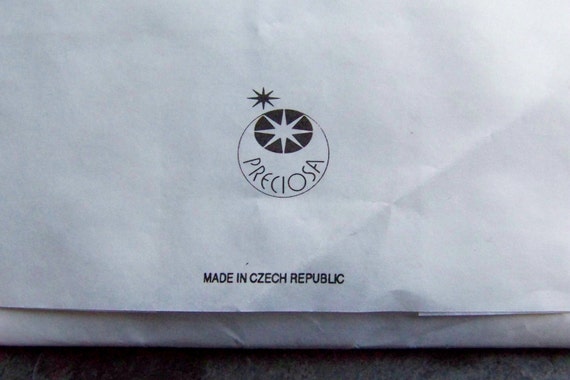 PRECIOSA
MADE IN CZECH REPUBLIC